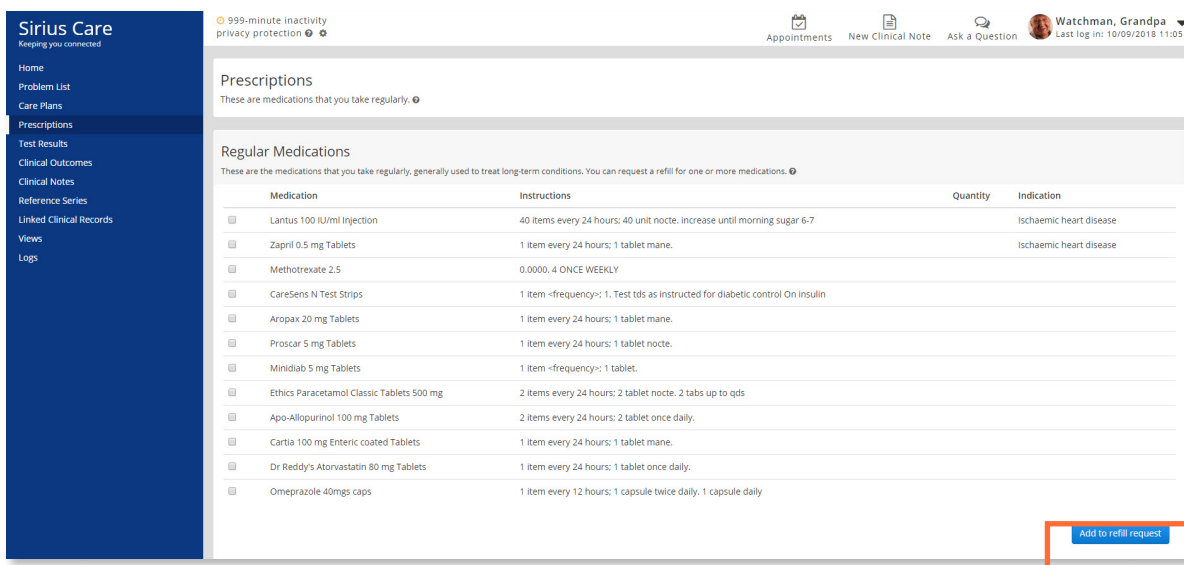 Sirius Care
Keeping you connected
Home
Problem List
Care Plans
Prescriptions
Test Results
Clinical Outcomes
Clinical Notes
Reference Series
Linked Clinical Records
Views
Logs
999-minute inactivity
privacy protection
Appointments
New Clinical Note
Ask a Question
Watchman, Grandpa
Last log in: 10/09/2018 11:05
Prescriptions
These are medications that you take regularly.
Regular Medications
These are the medications that you take regularly, generally used to treat long-term conditions. You can request a refill for one or more medications.
Medication Instructions Quantity Indication
Lantus 100 IU/ml Injection 40 items every 24 hours; 40 unit nocte. increase until morning sugar 6-7 Ischaemic heart disease
Zapril 0.5 mg Tablets 1 item every 24 hours; 1 tablet mane. Ischaemic heart disease
Methotrexate 2.5 0.0000. 4 ONCE WEEKLY
CareSens N Test Strips 1 item <frequency>; 1. Test tds as instructed for diabetic control On insulin
Aropax 20 mg Tablets 1 item every 24 hours; 1 tablet mane.
Proscar 5 mg Tablets 1 item every 24 hours; 1 tablet nocte.
Minidiab 5 mg Tablets 1 item <frequency>; 1 tablet.
Ethics Paracetamol Classic Tablets 500 mg 2 items every 24 hours; 2 tablet nocte. 2 tabs up to qds
Apo-Allopurinol 100 mg Tablets 2 items every 24 hours; 2 tablet once daily.
Cartia 100 mg Enteric coated Tablets 1 item every 24 hours; 1 tablet mane.
Dr Reddy's Atorvastatin 80 mg Tablets 1 item every 24 hours; 1 tablet once daily.
Omeprazole 40mgs caps 1 item every 12 hours; 1 capsule twice daily. 1 capsule daily
Add to refill request